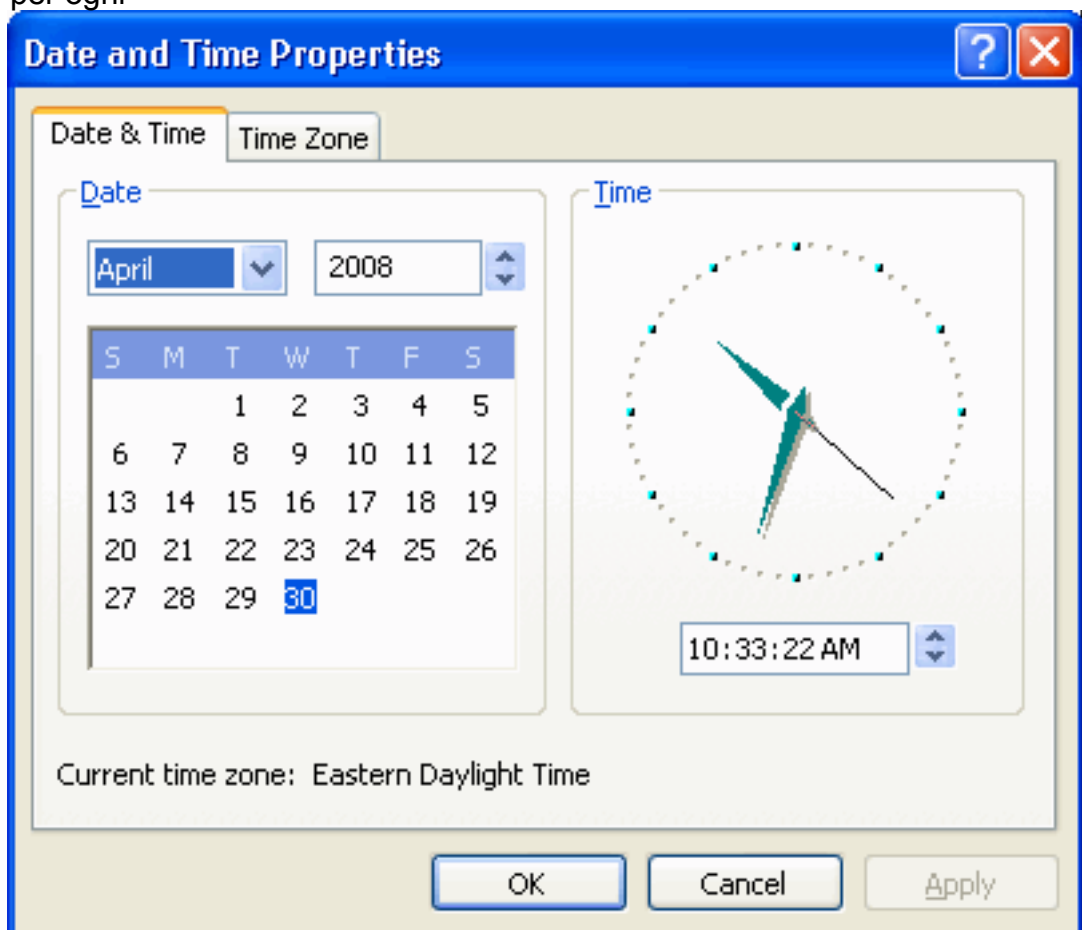 per ogni
Date and Time Properties
Date & Time
Time Zone
Date
April
2008
S M T W T F S
1 2 3 4 5
6 7 8 9 10 11 12
13 14 15 16 17 18 19
20 21 22 23 24 25 26
27 28 29 30
Time
10:33:22 AM
Current time zone: Eastern Daylight Time
OK
Cancel
Apply